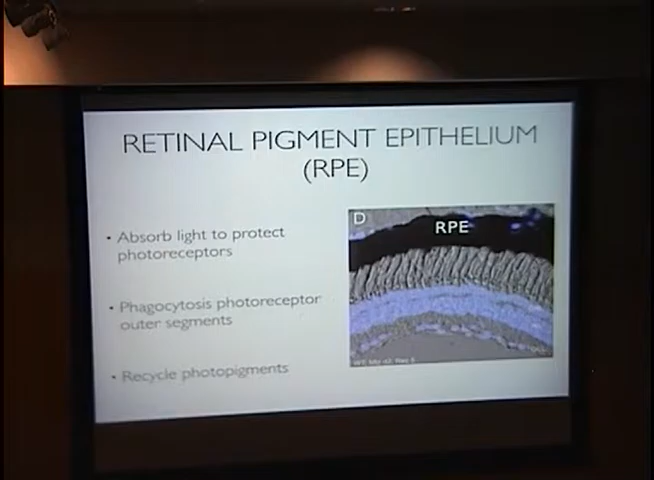 RETINAL PIGMENT EPITHELIUM
(RPE)
• Absorb light to protect
photoreceptors
• Phagocytosis photoreceptor
outer segments
• Recycle photopigments
D
RPE